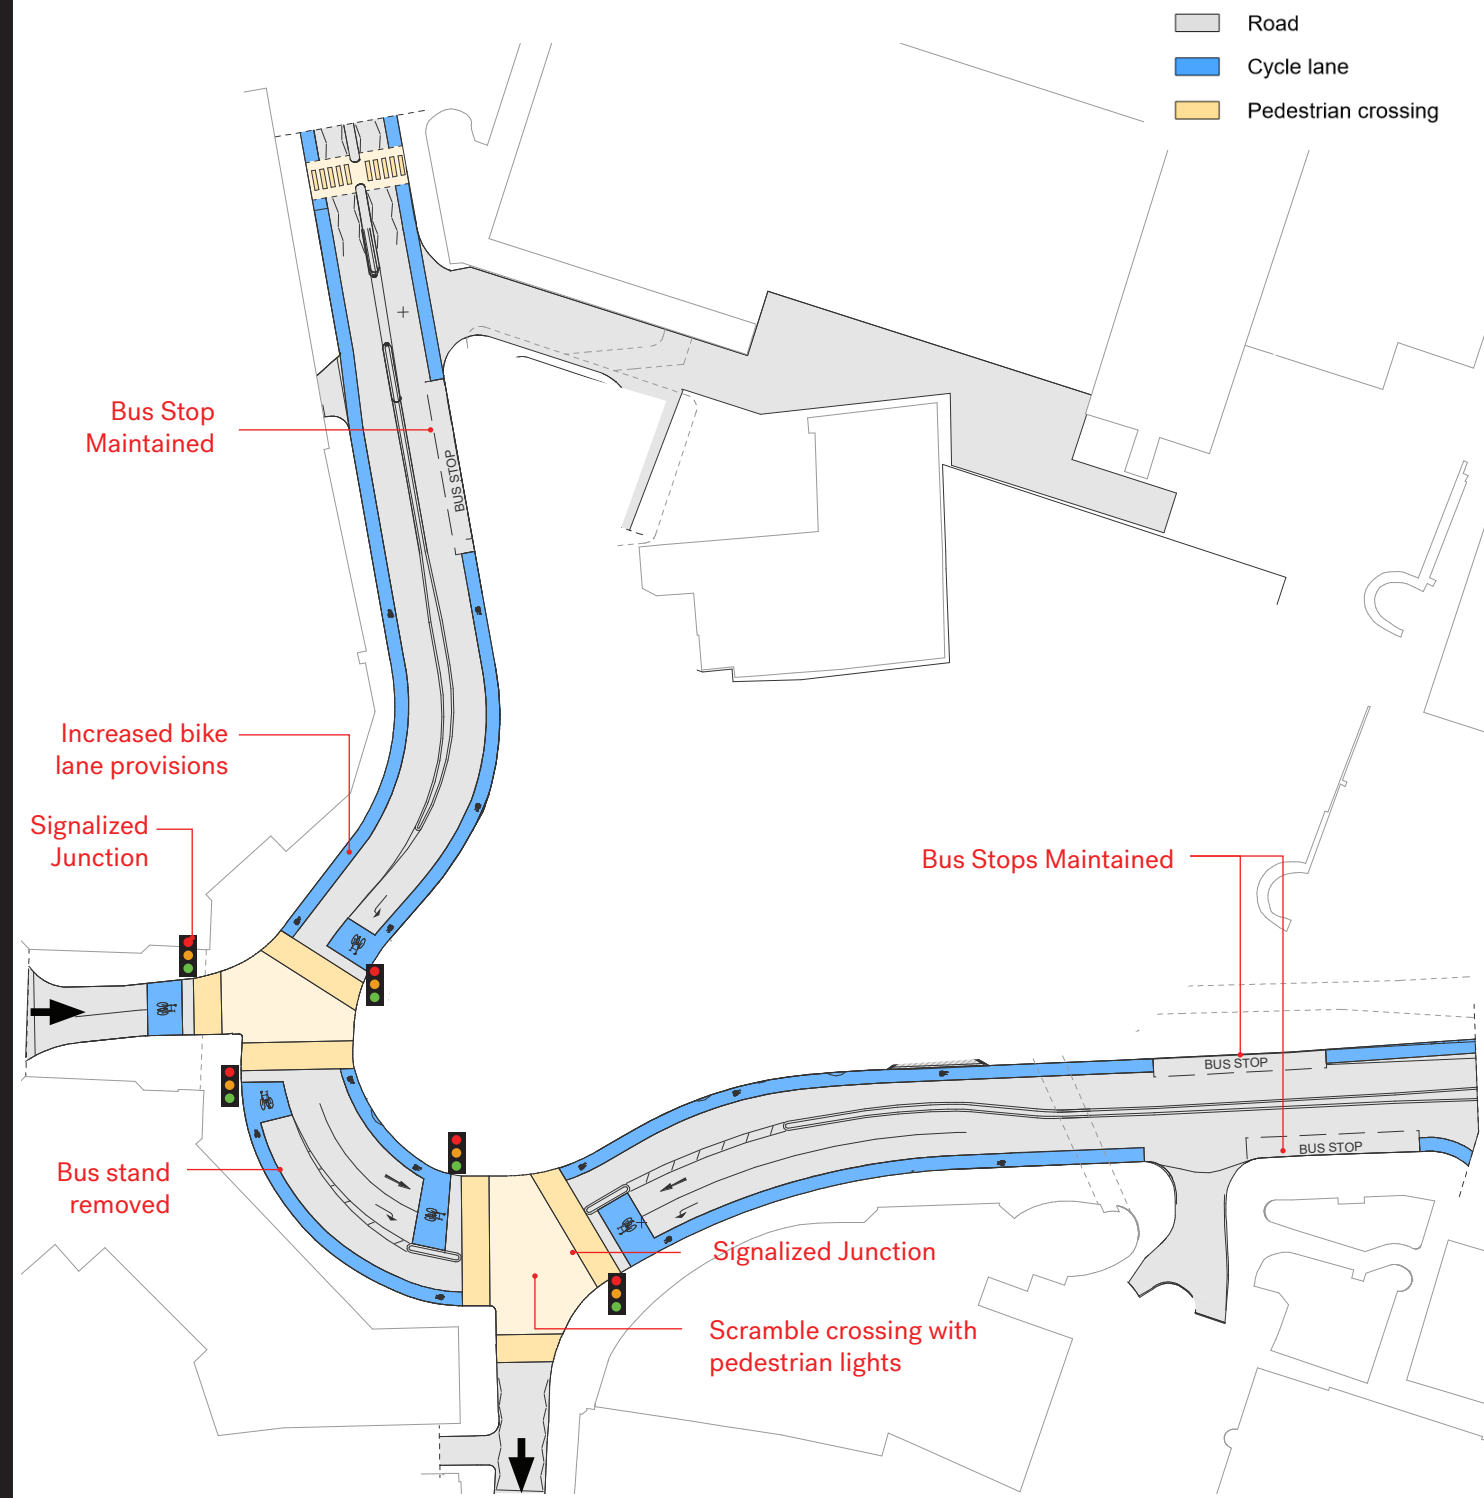 Road
Cycle lane
Pedestrian crossing
Bus Stop
Maintained
BUS STOP
Increased bike
lane provisions
Signalized
Junction
Bus Stops Maintained
BUS STOP
BUS STOP
Bus stand
removed
Signalized Junction
Scramble crossing with
pedestrian lights